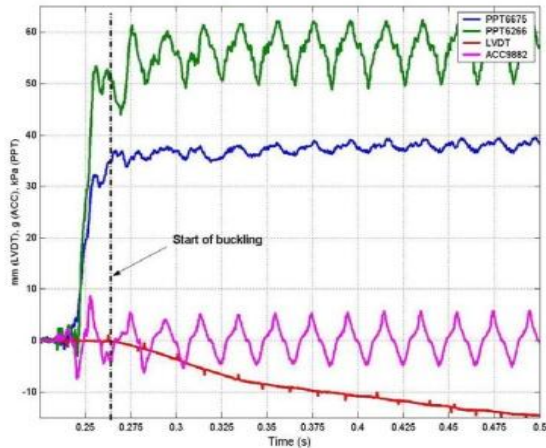 60
50
40
30
20
10
0
-10
mm (LVDT), g (ACC), kPa (PPT)
PPT6675
PPT6266
LVDT
ACC9882
Start of buckling
0.25 0.275 0.3 0.325 0.35 0.375 0.4 0.425 0.45 0.475 0.5
Time (s)